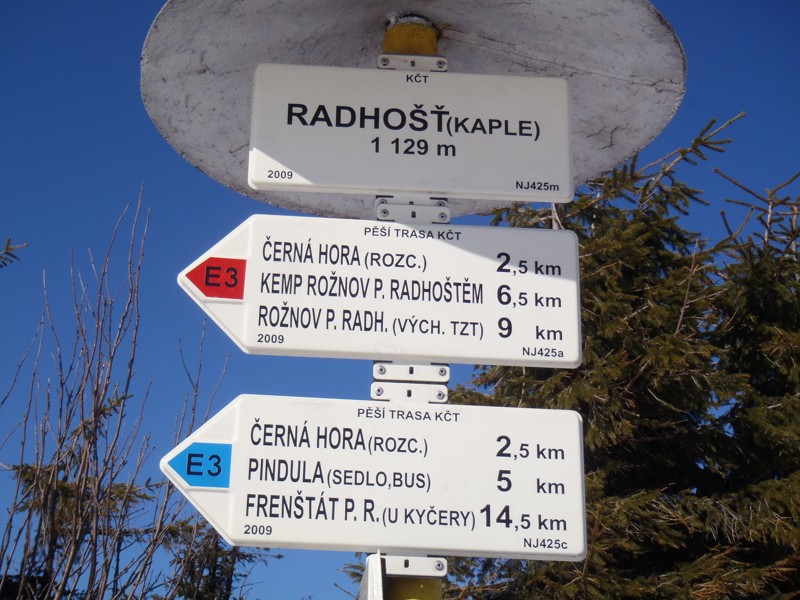 KČT
RADHOŠŤ(KAPLE)
1 129 m
2009 NJ425m
PĚŠÍ TRASA KČT
E3
ČERNÁ HORA (ROZC.) 2,5 km
KEMP ROŽNOV P. RADHOŠTĚM 6,5 km
ROŽNOV P. RADH. (VÝCH. TZT) 9 km
2009 NJ425a
PĚŠÍ TRASA KČT
E3
ČERNÁ HORA (ROZC.) 2,5 km
PINDULA (SEDLO,BUS) 5 km
FRENŠTÁT P. R. (U KYČERY) 14,5 km
2009 NJ425c